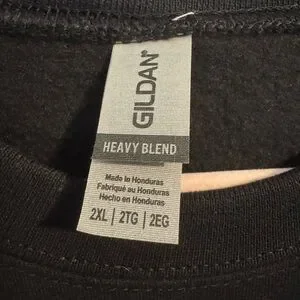 GILDAN
HEAVY BLEND
Made in Honduras
Fabriqué au Honduras
Hecho en Honduras
2XL | 2TG | 2EG